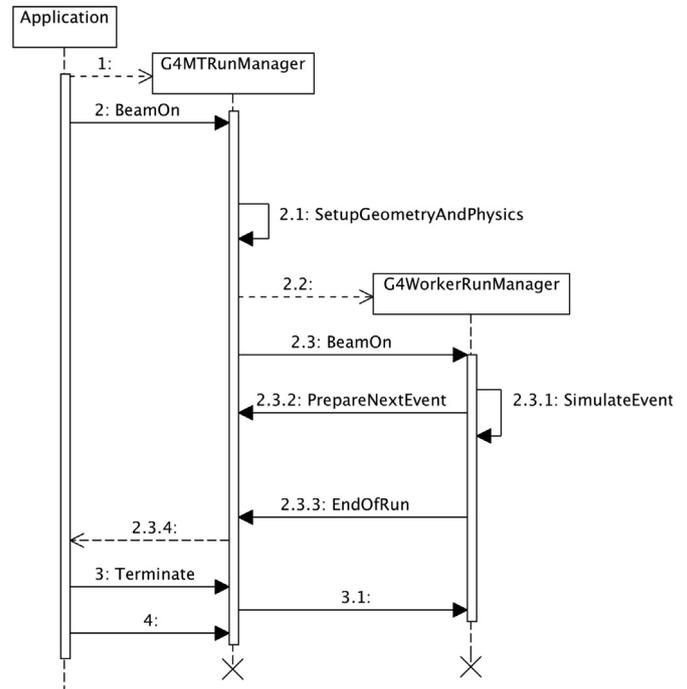 Application
1:
G4MTRunManager
2: BeamOn
2.1: SetupGeometryAndPhysics
2.2:
G4WorkerRunManager
2.3: BeamOn
2.3.2: PrepareNextEvent
2.3.1: SimulateEvent
2.3.3: EndOfRun
2.3.4:
3: Terminate
3.1:
4: